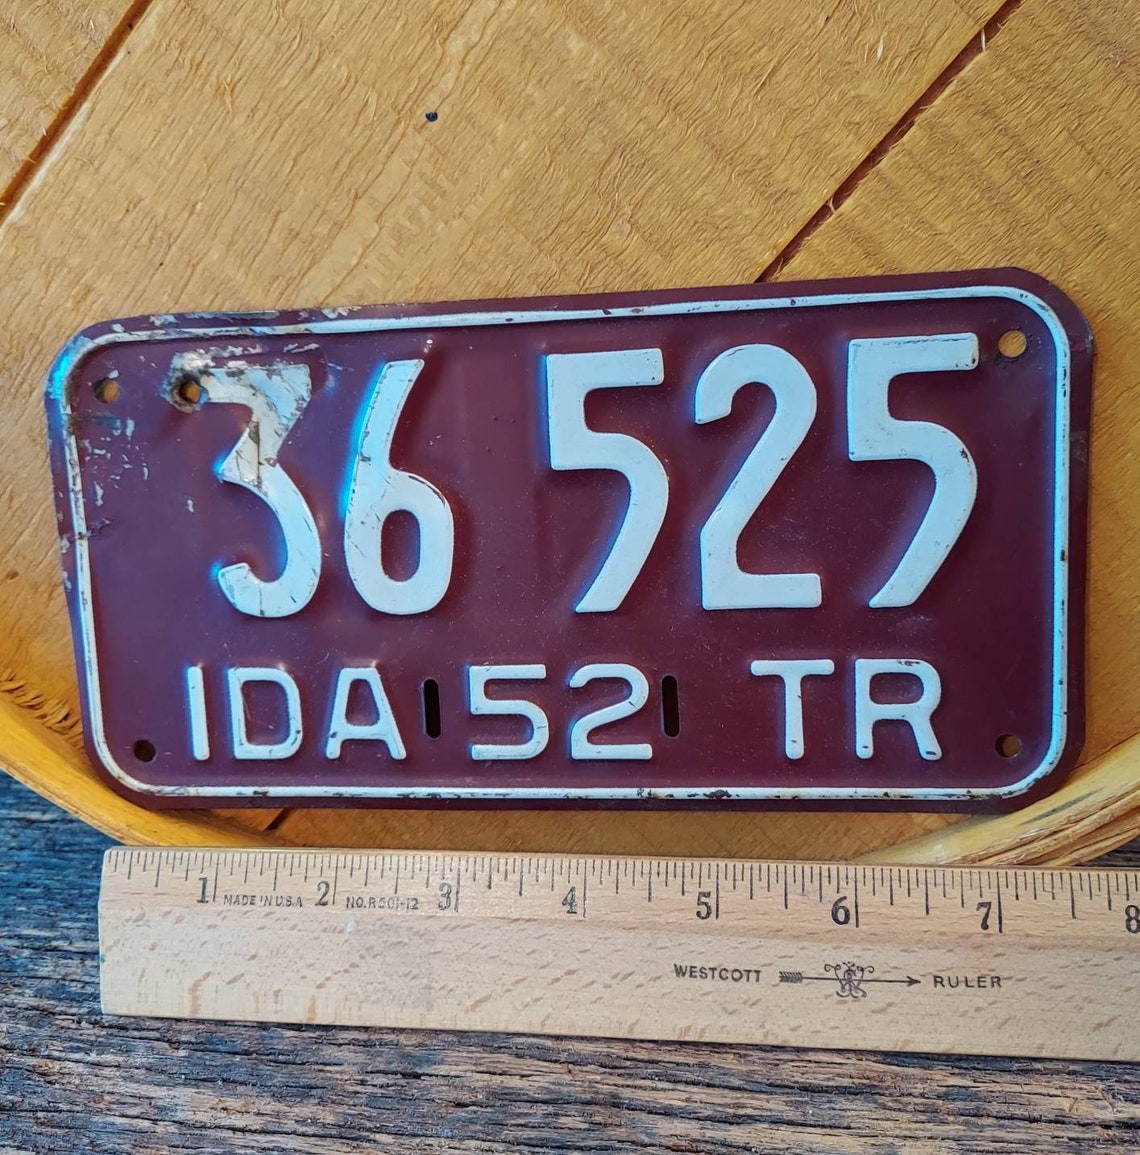 36 525
IDA 52 TR
1 2 3 4 5 6 7 8
MADE IN U.S.A NO.R501-12
WESTCOTT RULER